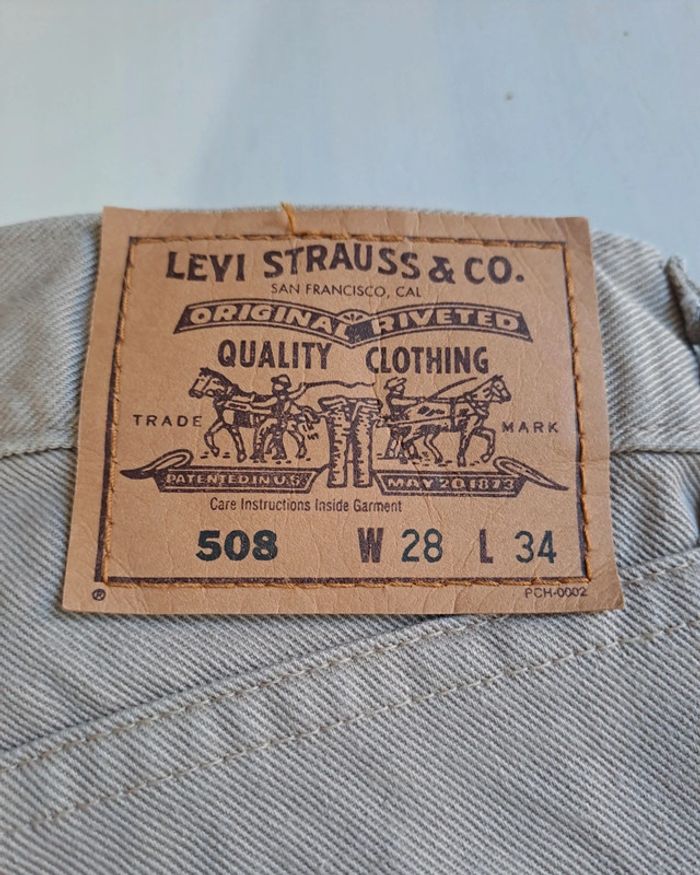 LEVI STRAUSS & CO.
SAN FRANCISCO, CAL
ORIGINAL RIVETED
QUALITY CLOTHING
TRADE MARK
PATENTED IN U.S. MAY 20 1873
Care Instructions Inside Garment
508 W 28 L 34
® PCH-0002